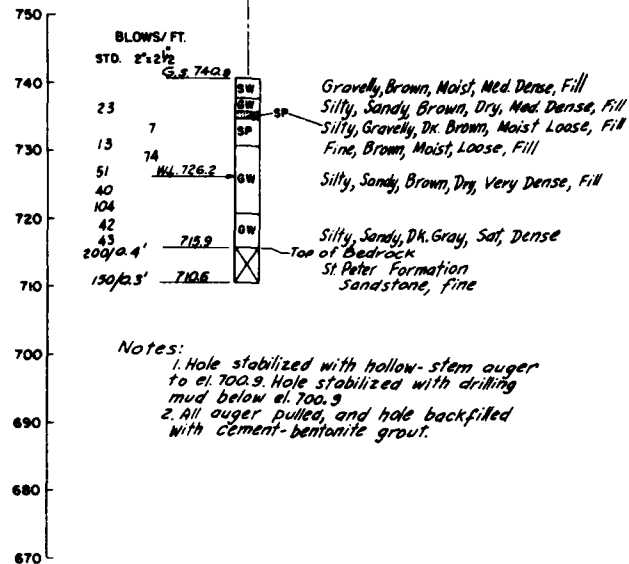 750
BLOWS/FT.
STD. 2"=2½"
G.S. 740.8
740
SW Gravelly, Brown, Moist, Med. Dense, Fill
23 GW Silty, Sandy, Brown, Dry, Med. Dense, Fill
SP Silty, Gravelly, Dk. Brown, Moist Loose, Fill
7 SP
13 Fine, Brown, Moist, Loose, Fill
730
74
51 W.L. 726.2 GW Silty, Sandy, Brown, Dry, Very Dense, Fill
40
104
720
42 GW Silty, Sandy, Dk. Gray, Sat, Dense
43 715.9 Top of Bedrock
200/0.4' St. Peter Formation
710 150/0.3' 710.6 Sandstone, fine
Notes:
700
1. Hole stabilized with hollow-stem auger
to el. 700.9. Hole stabilized with drilling
mud below el. 700.9
2. All auger pulled, and hole backfilled
with cement-bentonite grout.
690
680
670